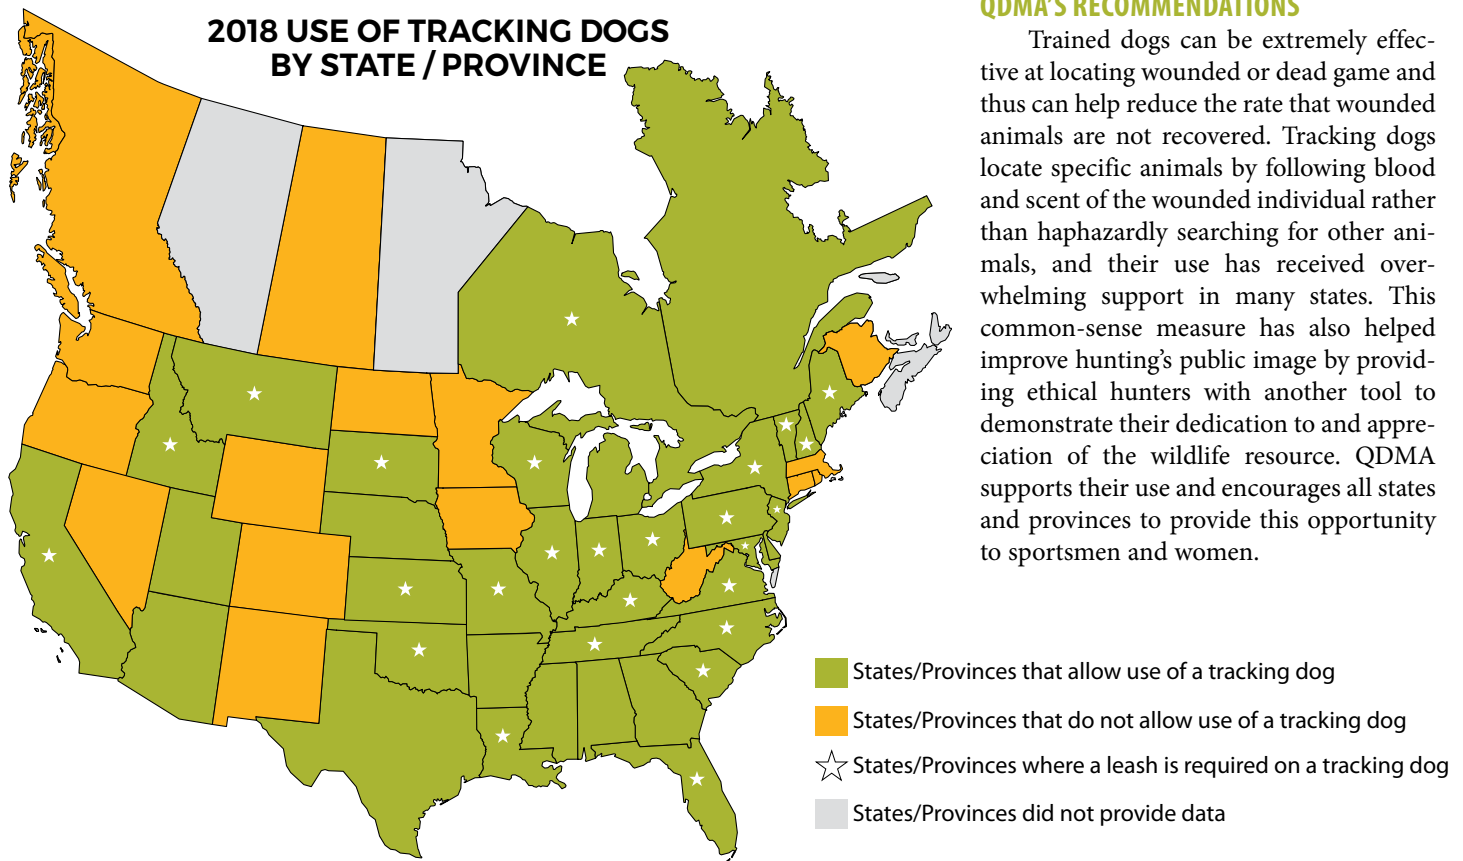 2018 USE OF TRACKING DOGS
BY STATE / PROVINCE
QDMA'S RECOMMENDATIONS
Trained dogs can be extremely effec-
tive at locating wounded or dead game and
thus can help reduce the rate that wounded
animals are not recovered. Tracking dogs
locate specific animals by following blood
and scent of the wounded individual rather
than haphazardly searching for other ani-
mals, and their use has received over-
whelming support in many states. This
common-sense measure has also helped
improve hunting's public image by provid-
ing ethical hunters with another tool to
demonstrate their dedication to and appre-
ciation of the wildlife resource. QDMA
supports their use and encourages all states
and provinces to provide this opportunity
to sportsmen and women.
States/Provinces that allow use of a tracking dog
States/Provinces that do not allow use of a tracking dog
States/Provinces where a leash is required on a tracking dog
States/Provinces did not provide data